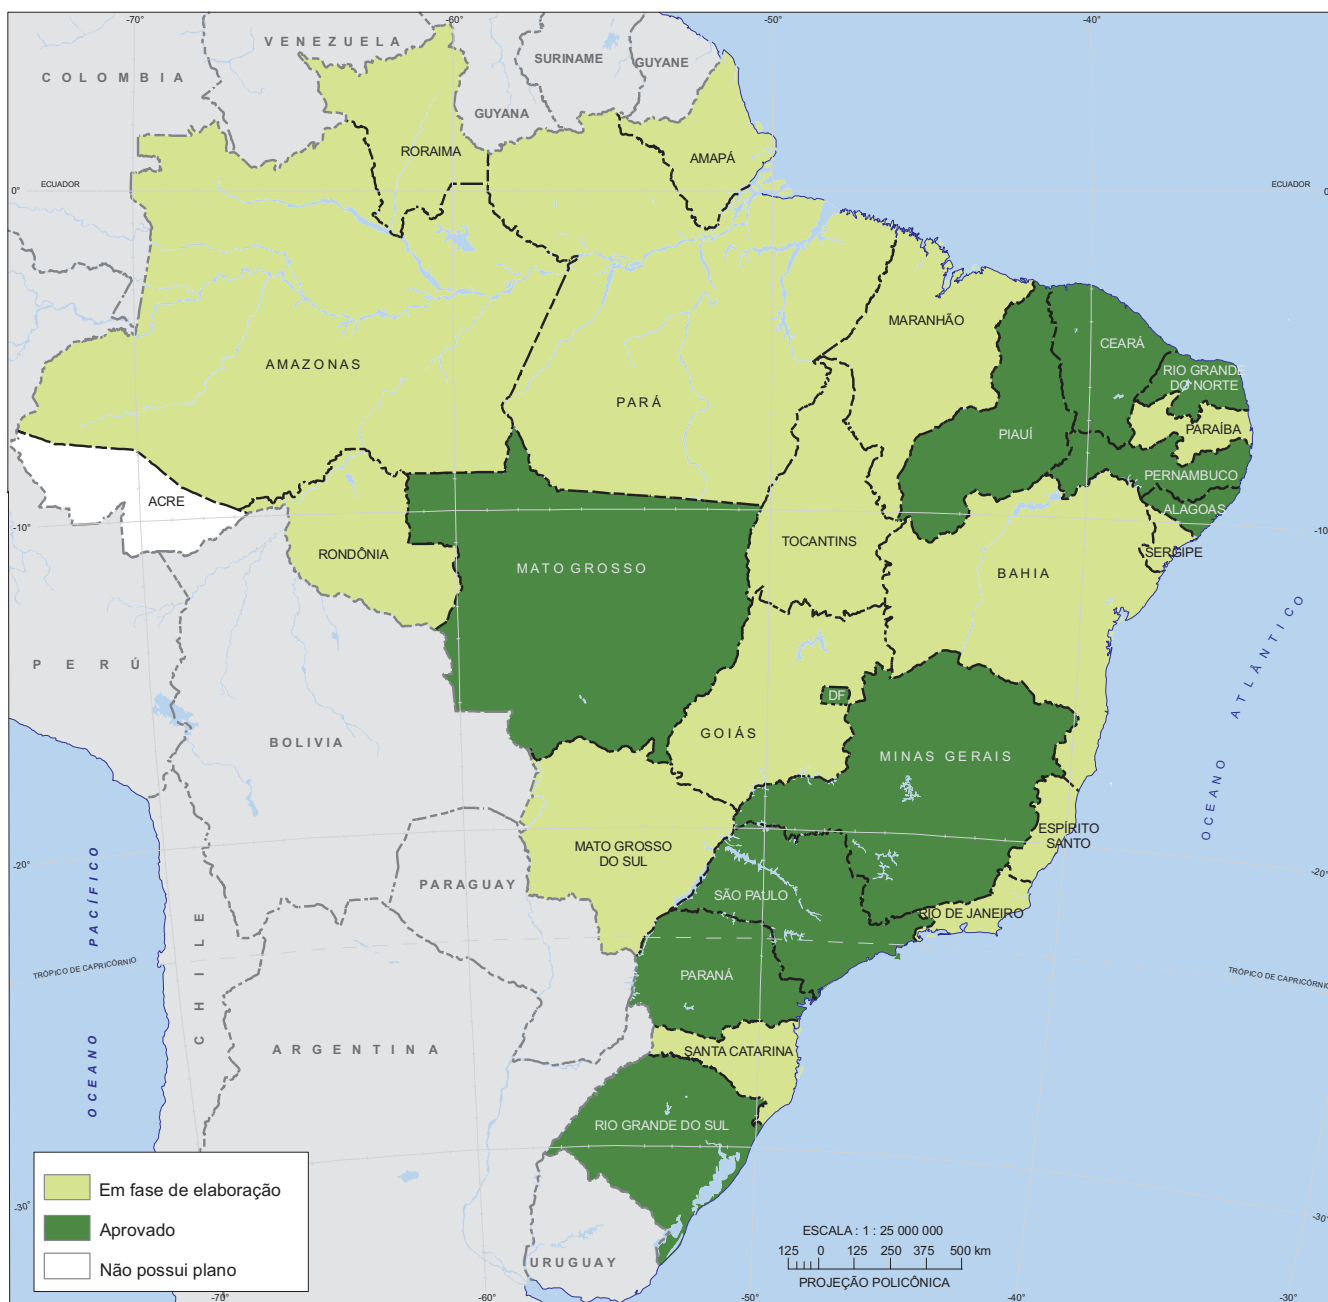 -70°
-60°
-50°
-40°
VENEZUELA
COLOMBIA
SURINAME
GUYANE
GUYANA
RORAIMA
AMAPÁ
ECUADOR
ECUADOR
0°
0°
MARANHÃO
CEARÁ
AMAZONAS
RIO GRANDE
DO NORTE
PARÁ
PIAUÍ
PARAÍBA
PERNAMBUCO
ACRE
ALAGOAS
-10°
-10°
TOCANTINS
RONDÔNIA
SERGIPE
MATO GROSSO
BAHIA
PERÚ
OCEANO ATLÂNTICO
DF
GOIÁS
BOLIVIA
MINAS GERAIS
ESPÍRITO
SANTO
MATO GROSSO
DO SUL
-20°
-20°
PARAGUAY
SÃO PAULO
RIO DE JANEIRO
OCEANO PACÍFICO
CHILE
TRÓPICO DE CAPRICÓRNIO
TRÓPICO DE CAPRICÓRNIO
PARANÁ
ARGENTINA
SANTA CATARINA
RIO GRANDE DO SUL
Em fase de elaboração
Aprovado
Não possui plano
-30°
-30°
URUGUAY
ESCALA : 1 : 25 000 000
125 0 125 250 375 500 km
PROJEÇÃO POLICÔNICA
-70°
-60°
-50°
-40°
-30°